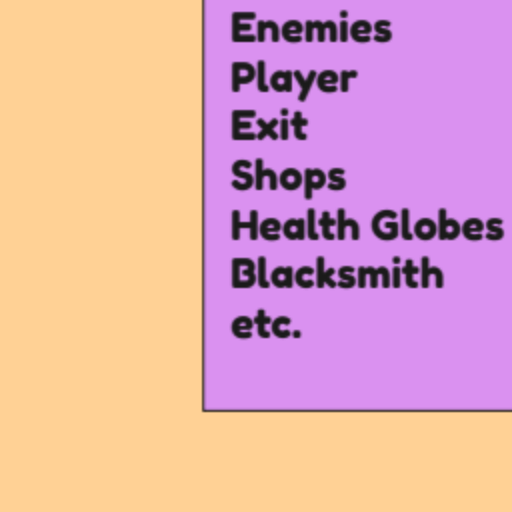 Enemies
Player
Exit
Shops
Health Globes
Blacksmith
etc.